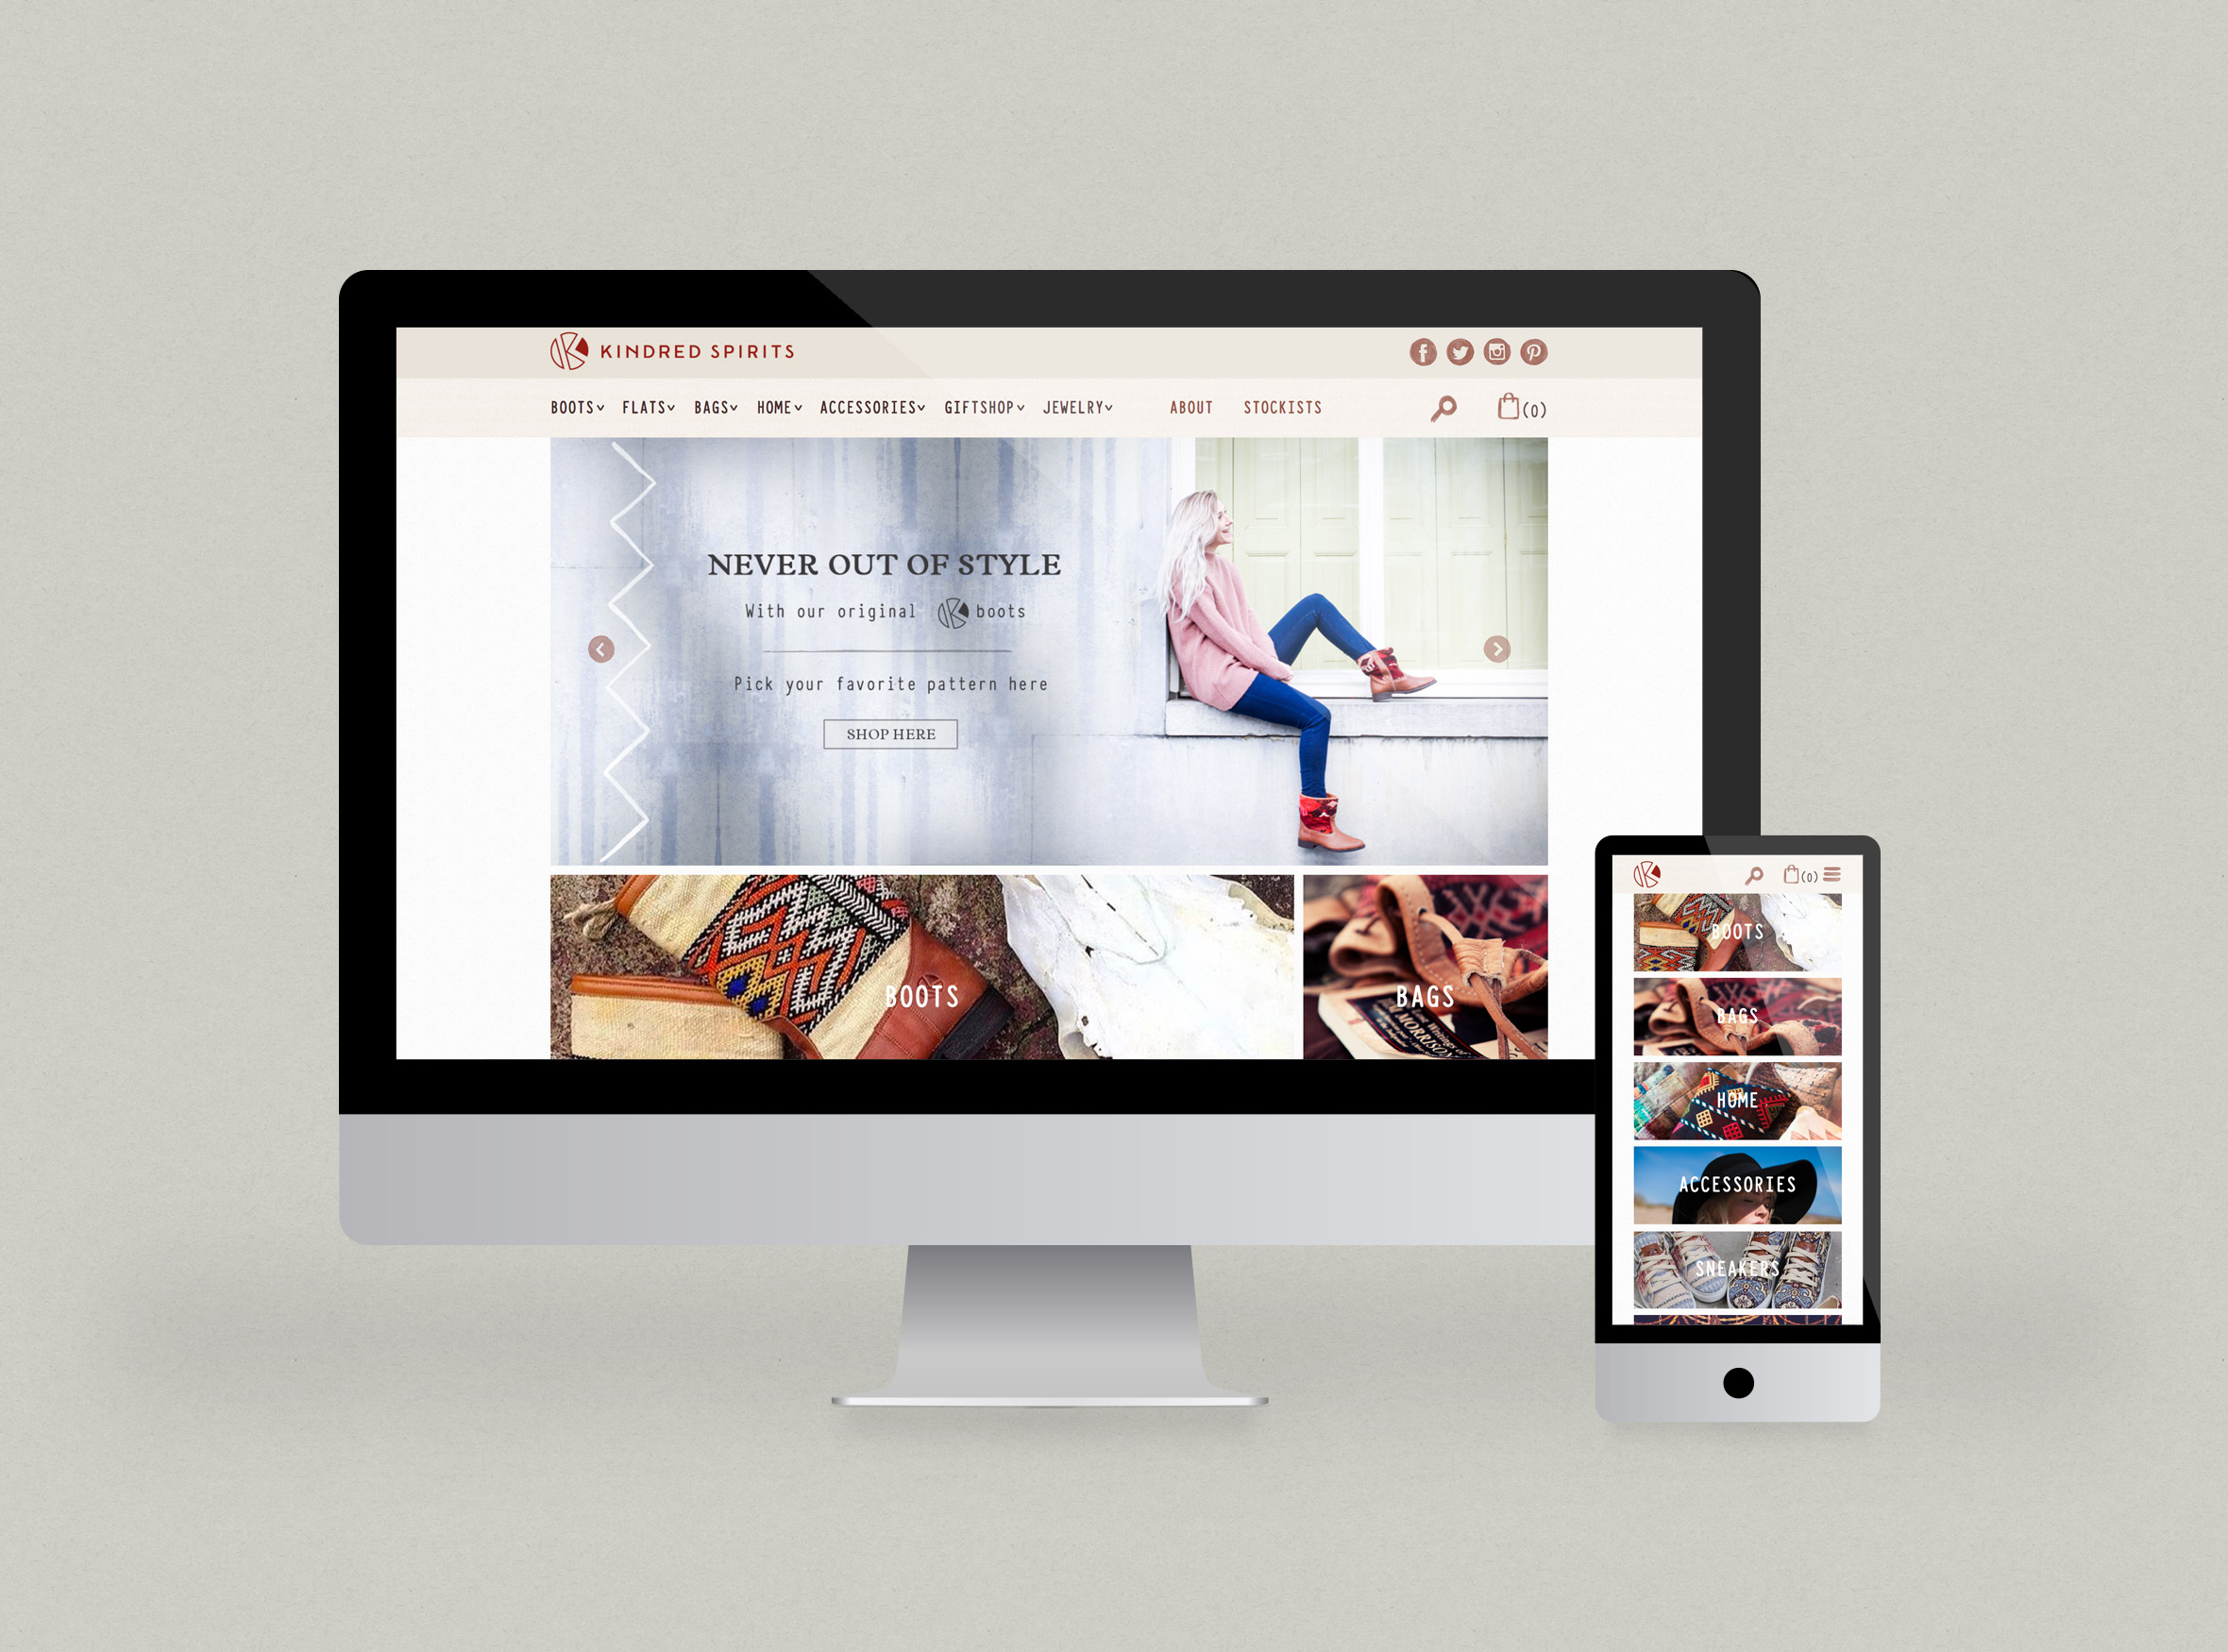 KINDRED SPIRITS
BOOTS FLATS BAGS HOME ACCESSORIES GIFTSHOP JEWELRY ABOUT STOCKISTS (0)
NEVER OUT OF STYLE
With our original K boots
Pick your favorite pattern here
SHOP HERE
BOOTS
BAGS
MORRISON
K (0)
BOOTS
BAGS
HOME
ACCESSORIES
SNEAKERS